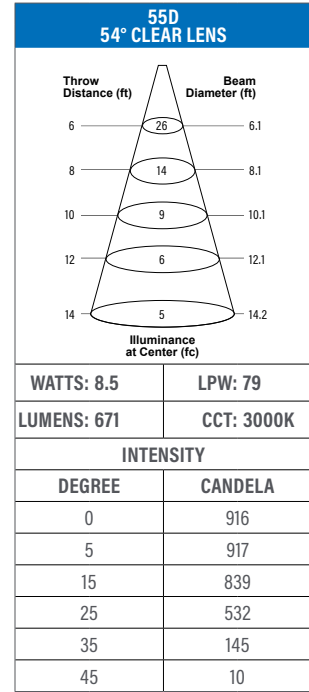 55D
54° CLEAR LENS
Throw Distance (ft) Beam Diameter (ft)
6 26 6.1
8 14 8.1
10 9 10.1
12 6 12.1
14 5 14.2
Illuminance
at Center (fc)
WATTS: 8.5 LPW: 79
LUMENS: 671 CCT: 3000K
INTENSITY
DEGREE CANDELA
0 916
5 917
15 839
25 532
35 145
45 10